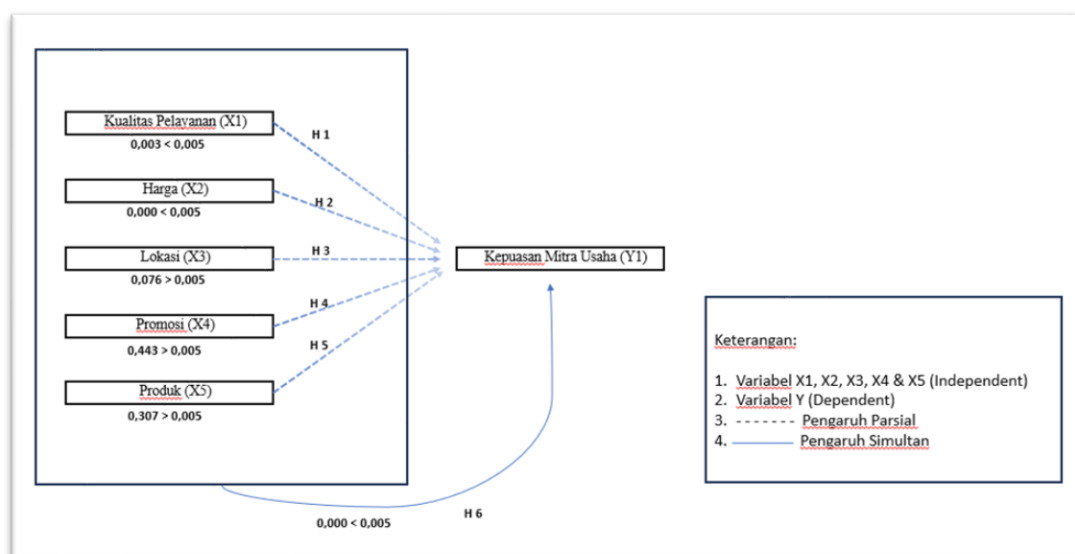 Kualitas Pelayanan (X1)
0,003 < 0,005
H 1
Harga (X2)
0,000 < 0,005
H 2
Lokasi (X3)
0,076 > 0,005
H 3
Promosi (X4)
0,443 > 0,005
H 4
Produk (X5)
0,307 > 0,005
H 5
Kepuasan Mitra Usaha (Y1)
0,000 < 0,005
H 6
Keterangan:
1. Variabel X1, X2, X3, X4 & X5 (Independent)
2. Variabel Y (Dependent)
3. ------- Pengaruh Parsial
4. Pengaruh Simultan